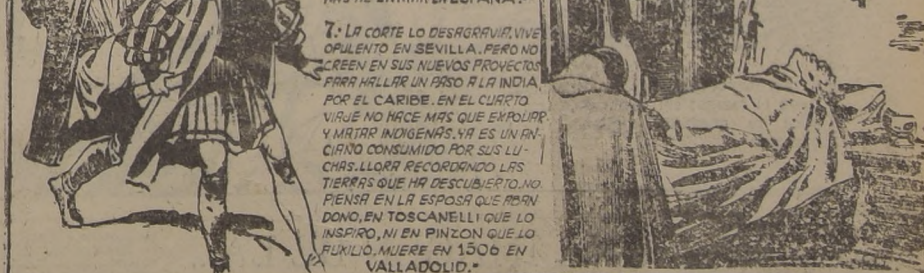 7.- LA CORTE LO DESAGRAVIA, VIVE
OPULENTO EN SEVILLA, PERO NO
CREEN EN SUS NUEVOS PROYECTOS
PARA HALLAR UN PASO A LA INDIA
POR EL CARIBE. EN EL CUARTO
VIAJE NO HACE MAS QUE EXPOLIAR
Y MATAR INDIGENAS. YA ES UN AN-
CIANO CONSUMIDO POR SUS LU-
CHAS. LLORA RECORDANDO LAS
TIERRAS QUE HA DESCUBIERTO, NO
PIENSA EN LA ESPOSA QUE ABAN
DONO, EN TOSCANELLI QUE LO
INSPIRO, NI EN PINZON QUE LO
AUXILIO. MUERE EN 1506 EN
VALLADOLID.-